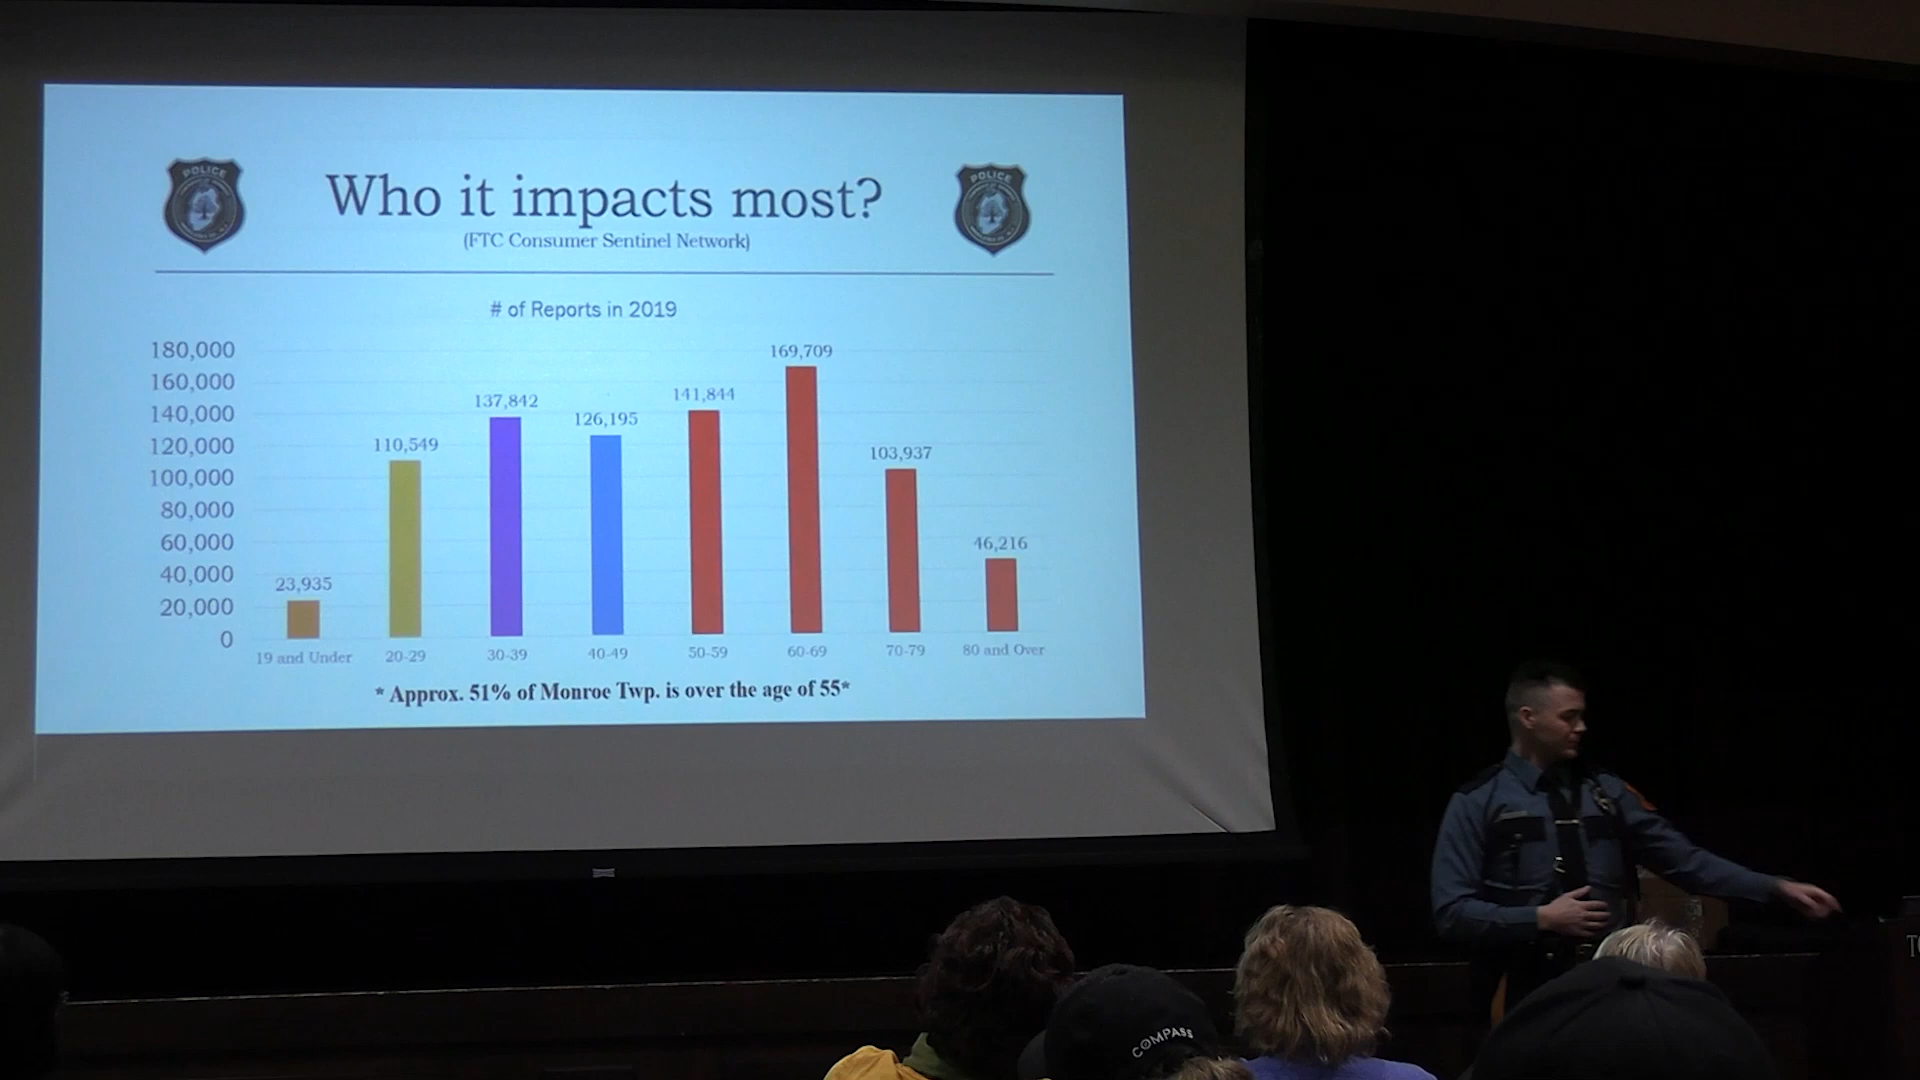 POLICE
POLICE
Who it impacts most?
(FTC Consumer Sentinel Network)
# of Reports in 2019
180,000
160,000
140,000
120,000
100,000
80,000
60,000
40,000
20,000
0
23,935
110,549
137,842
126,195
141,844
169,709
103,937
46,216
19 and Under
20-29
30-39
40-49
50-59
60-69
70-79
80 and Over
* Approx. 51% of Monroe Twp. is over the age of 55*
COMPASS